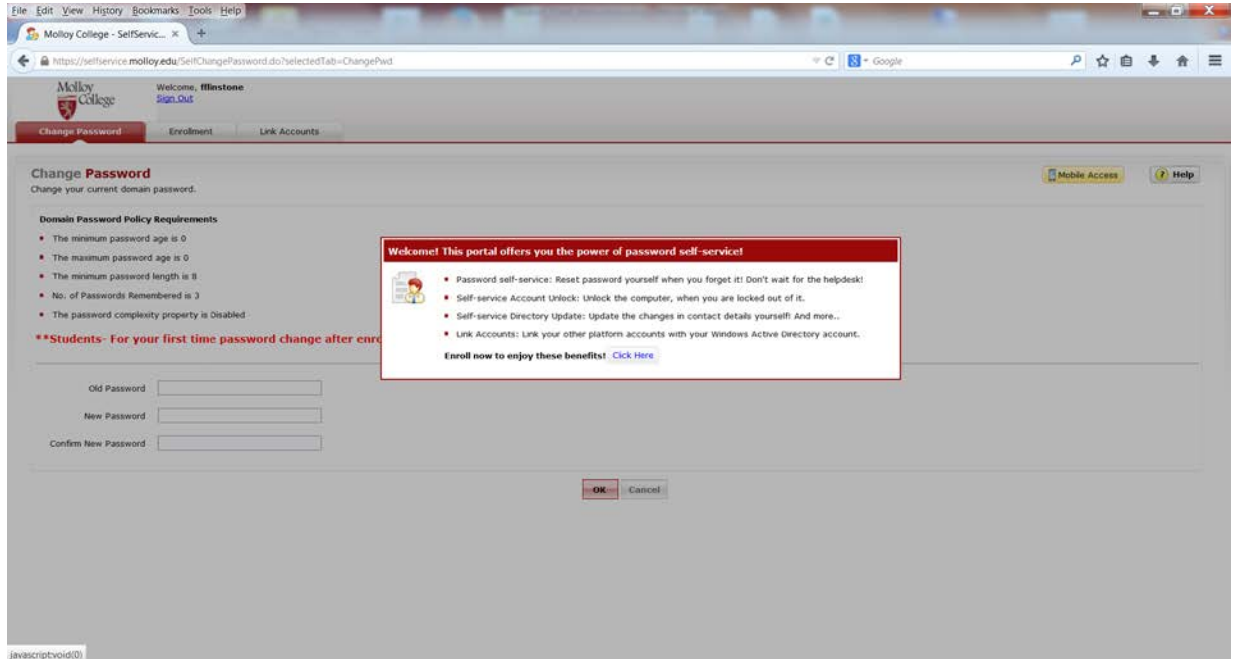 File Edit View History Bookmarks Tools Help
Molloy College - SelfServic... × +
https://selfservice.molloy.edu/SelfChangePassword.do?selectedTab=ChangePwd
Google
Molloy College
Welcome, fflinstone
Sign Out
Change Password Enrollment Link Accounts
Change Password
Mobile Access
? Help
Change your current domain password.
Domain Password Policy Requirements
The minimum password age is 0
The maximum password age is 0
The minimum password length is 8
No. of Passwords Remembered is 3
The password complexity property is Disabled
**Students- For your first time password change after enro
Welcome! This portal offers you the power of password self-service!
Password self-service: Reset password yourself when you forget it! Don't wait for the helpdesk!
Self-service Account Unlock: Unlock the computer, when you are locked out of it.
Self-service Directory Update: Update the changes in contact details yourself! And more..
Link Accounts: Link your other platform accounts with your Windows Active Directory account.
Enroll now to enjoy these benefits! Click Here
Old Password
New Password
Confirm New Password
OK Cancel
javascript:void(0)